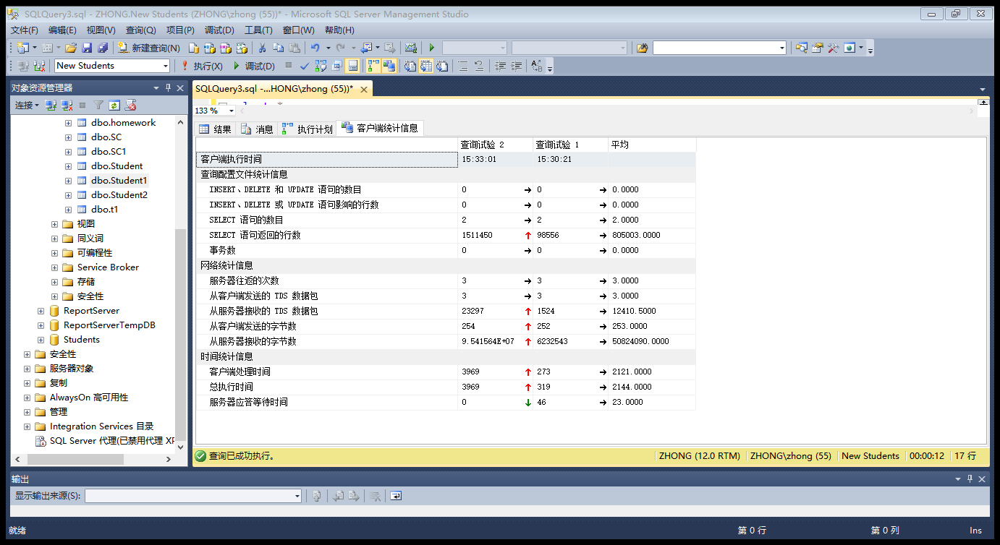 SQLQuery3.sql - ZHONG.New Students (ZHONG\zhong (55))* - Microsoft SQL Server Management Studio
文件(F) 编辑(E) 视图(V) 查询(Q) 项目(P) 调试(D) 工具(T) 窗口(W) 帮助(H)
新建查询(N)
New Students 执行(X) 调试(D)
对象资源管理器
连接
dbo.homework
dbo.SC
dbo.SC1
dbo.Student
dbo.Student1
dbo.Student2
dbo.t1
视图
同义词
可编程性
Service Broker
存储
安全性
ReportServer
ReportServerTempDB
Students
安全性
服务器对象
复制
AlwaysOn 高可用性
管理
Integration Services 目录
SQL Server 代理(已禁用代理 XP
SQLQuery3.sql -...HONG\zhong (55))*
133 %
结果 消息 执行计划 客户端统计信息
查询试验 2 查询试验 1 平均
客户端执行时间 15:33:01 15:30:21
查询配置文件统计信息
INSERT、DELETE 和 UPDATE 语句的数目 0 → 0 → 0.0000
INSERT、DELETE 或 UPDATE 语句影响的行数 0 → 0 → 0.0000
SELECT 语句的数目 2 → 2 → 2.0000
SELECT 语句返回的行数 1511450 ↑ 98556 → 805003.0000
事务数 0 → 0 → 0.0000
网络统计信息
服务器往返的次数 3 → 3 → 3.0000
从客户端发送的 TDS 数据包 3 → 3 → 3.0000
从服务器接收的 TDS 数据包 23297 ↑ 1524 → 12410.5000
从客户端发送的字节数 254 ↑ 252 → 253.0000
从服务器接收的字节数 9.541564E+07 ↑ 6232543 → 50824090.0000
时间统计信息
客户端处理时间 3969 ↑ 273 → 2121.0000
总执行时间 3969 ↑ 319 → 2144.0000
服务器应答等待时间 0 ↓ 46 → 23.0000
查询已成功执行。 ZHONG (12.0 RTM) ZHONG\zhong (55) New Students 00:00:12 17 行
输出
显示输出来源(S):
就绪 第 0 行 第 0 列 Ins